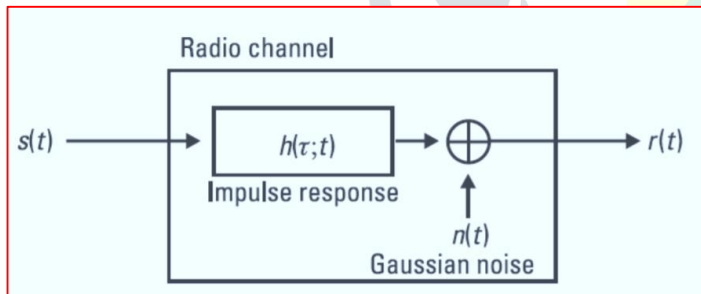 Radio channel
s(t)
h(τ;t)
r(t)
Impulse response
n(t)
Gaussian noise